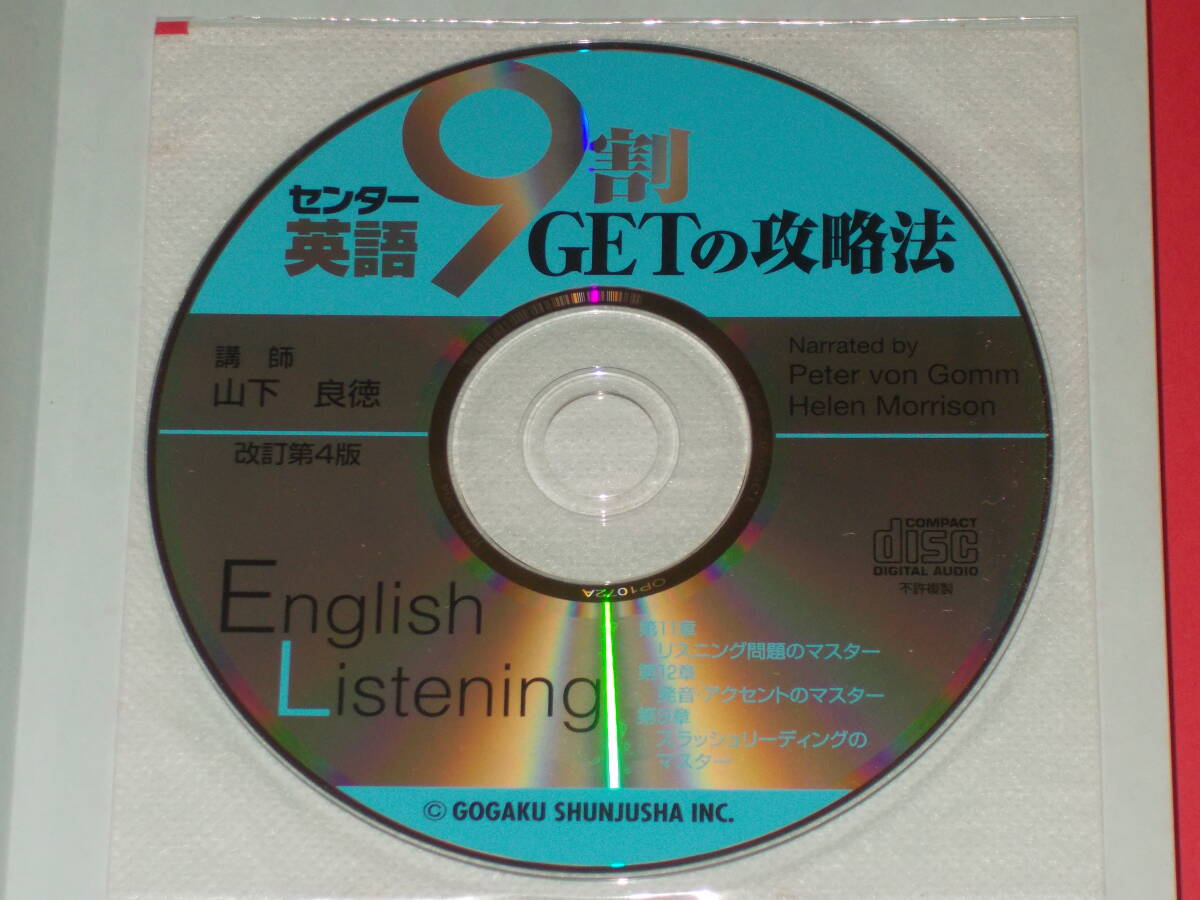 センター
英語
9割
GETの攻略法
講師
山下 良徳
改訂第4版
Narrated by
Peter von Gomm
Helen Morrison
COMPACT
disc
DIGITAL AUDIO
不許複製
English
Listening
OP1072A
第11章
リスニング問題のマスター
第12章
発音・アクセントのマスター
スラッシュリーディングの
マスター
© GOGAKU SHUNJUSHA INC.